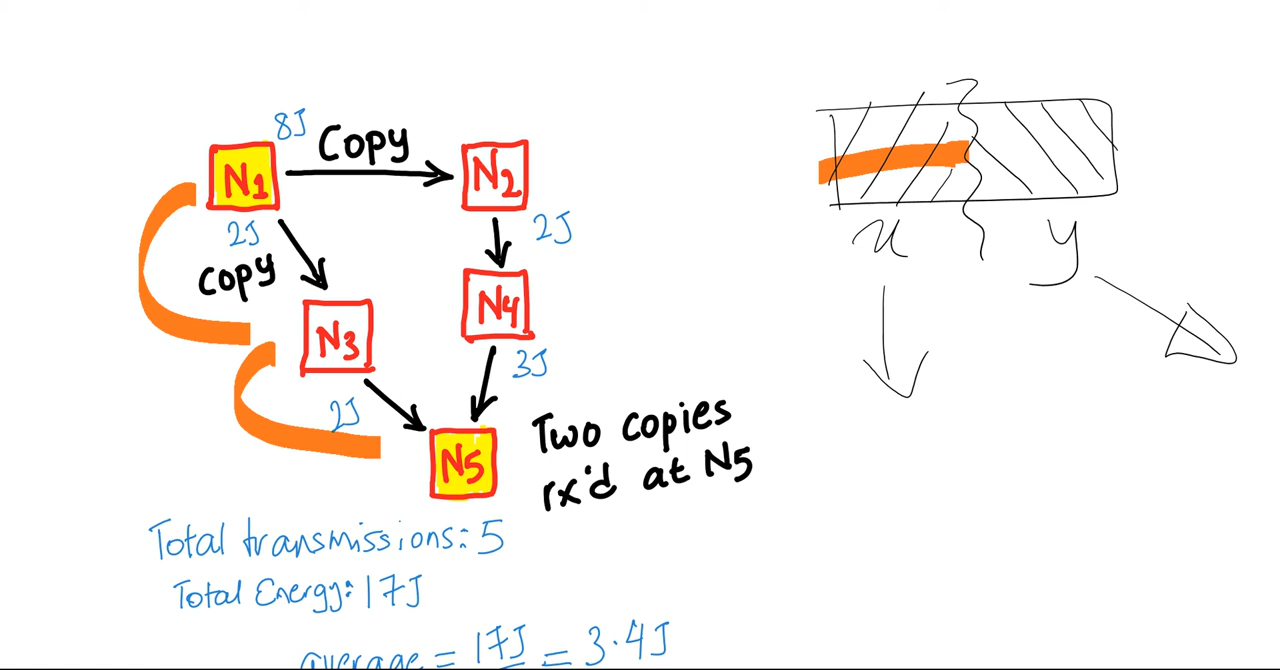 8J
Copy
N1
N2
2J
2J
Copy
N4
N3
3J
2J
N5
Two copies
rx'd at N5
x
y
Total transmissions: 5
Total Energy: 17J
average = 17J = 3.4J